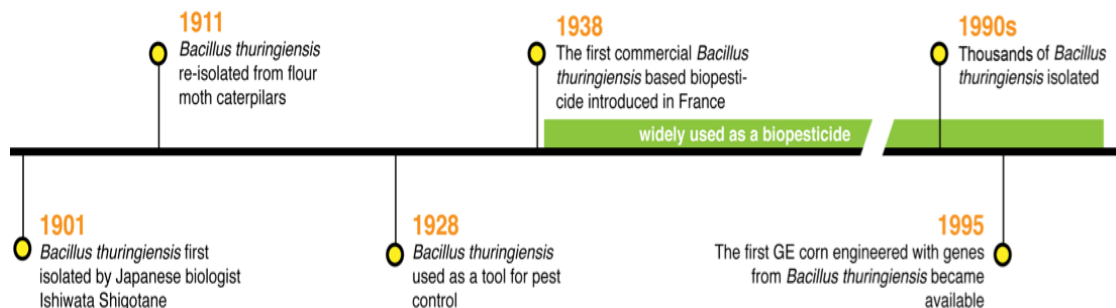 1911
Bacillus thuringiensis
re-isolated from flour
moth caterpilars
1938
The first commercial Bacillus
thuringiensis based biopesti-
cide introduced in France
1990s
Thousands of Bacillus
thuringiensis isolated
widely used as a biopesticide
1901
Bacillus thuringiensis first
isolated by Japanese biologist
Ishiwata Shigotane
1928
Bacillus thuringiensis
used as a tool for pest
control
1995
The first GE corn engineered with genes
from Bacillus thuringiensis became
available